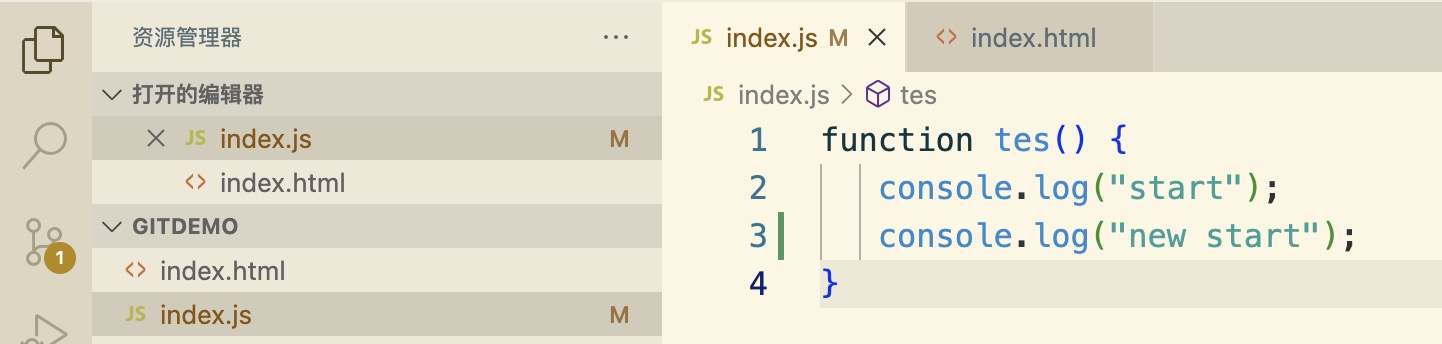 资源管理器 ···
打开的编辑器
JS index.js M
<> index.html
GITDEMO
<> index.html
JS index.js M
1
JS index.js M
<> index.html
JS index.js > tes
1 function tes() {
2 console.log("start");
3 console.log("new start");
4 }